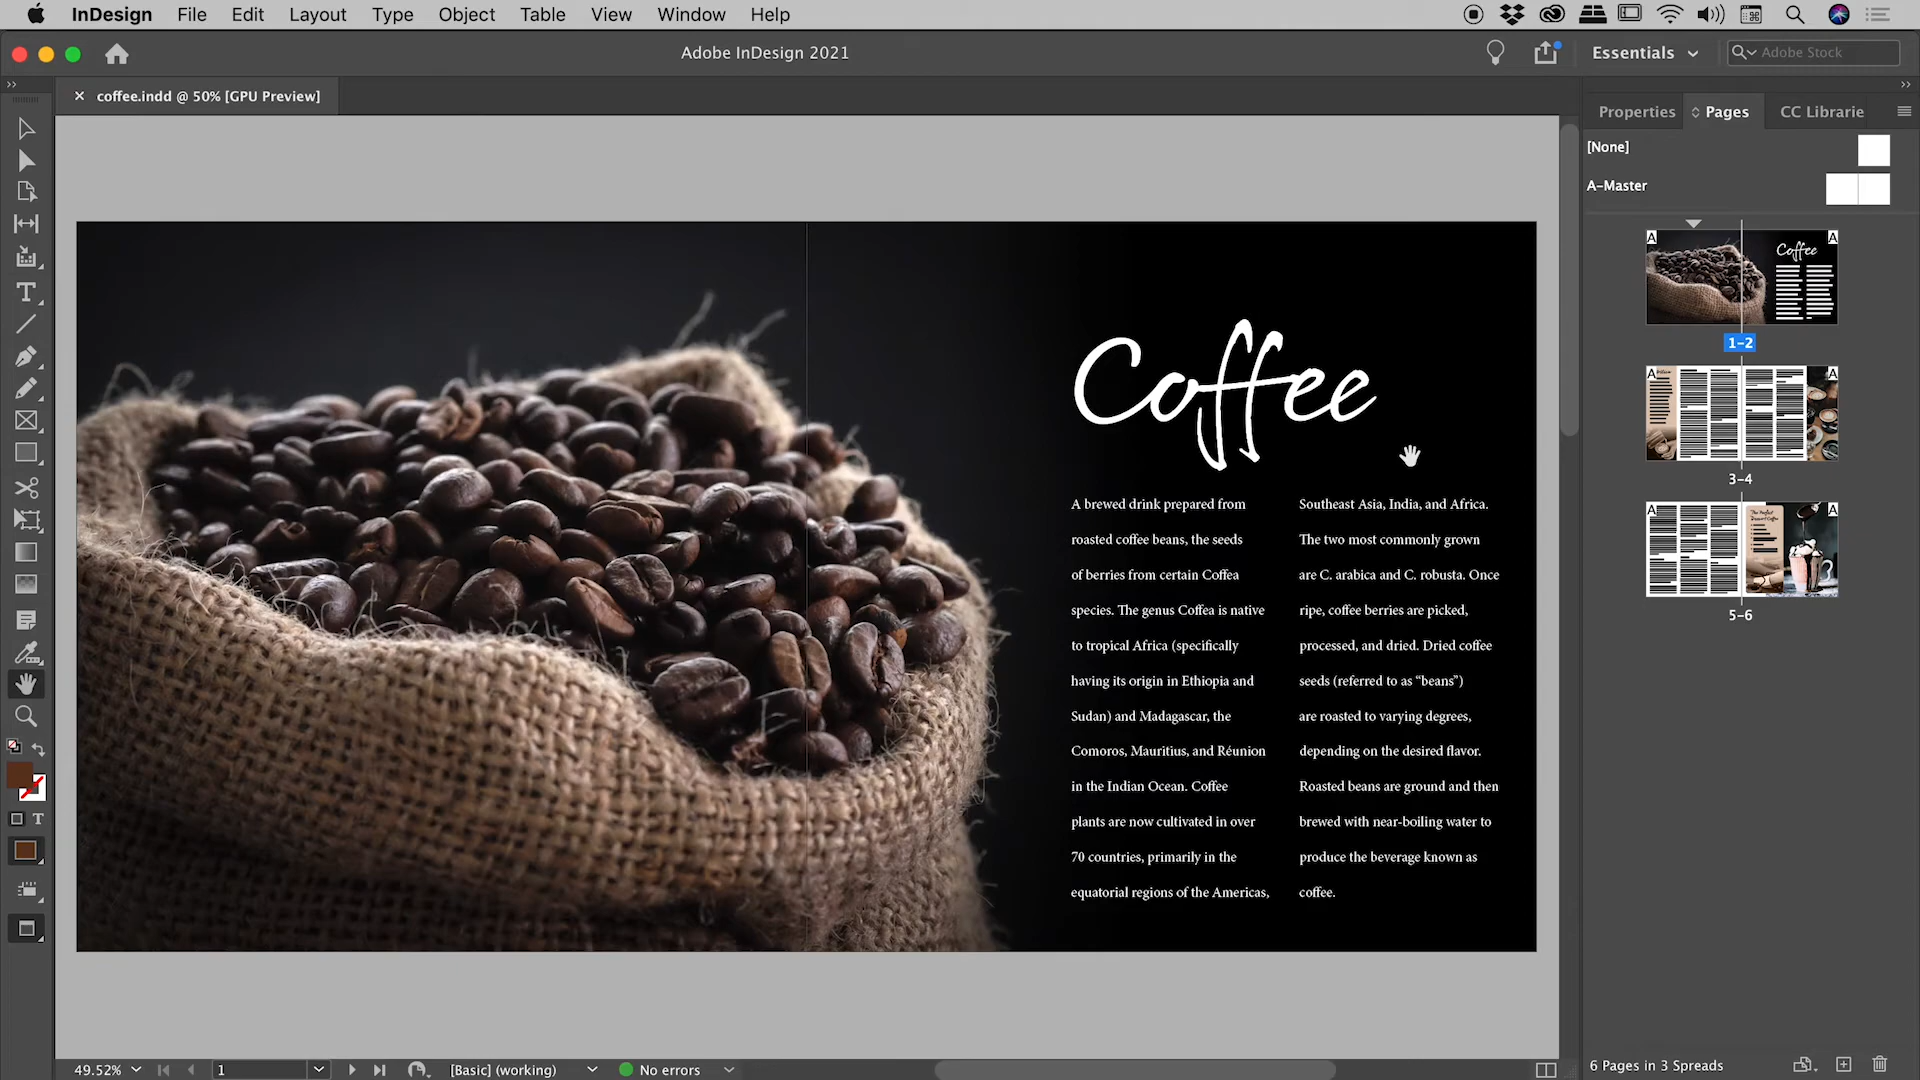 InDesign File Edit Layout Type Object Table View Window Help
Adobe InDesign 2021
Essentials
Adobe Stock
coffee.indd @ 50% [GPU Preview]
Properties Pages CC Librarie
[None]
A-Master
Coffee
A brewed drink prepared from
roasted coffee beans, the seeds
of berries from certain Coffea
species. The genus Coffea is native
to tropical Africa (specifically
having its origin in Ethiopia and
Sudan) and Madagascar, the
Comoros, Mauritius, and Réunion
in the Indian Ocean. Coffee
plants are now cultivated in over
70 countries, primarily in the
equatorial regions of the Americas,
Southeast Asia, India, and Africa.
The two most commonly grown
are C. arabica and C. robusta. Once
ripe, coffee berries are picked,
processed, and dried. Dried coffee
seeds (referred to as “beans”)
are roasted to varying degrees,
depending on the desired flavor.
Roasted beans are ground and then
brewed with near-boiling water to
produce the beverage known as
coffee.
A A
Coffee
1-2
A A
3-4
A A
The Perfect
Dessert Coffee
5-6
49.52% 1 [Basic] (working) No errors
6 Pages in 3 Spreads